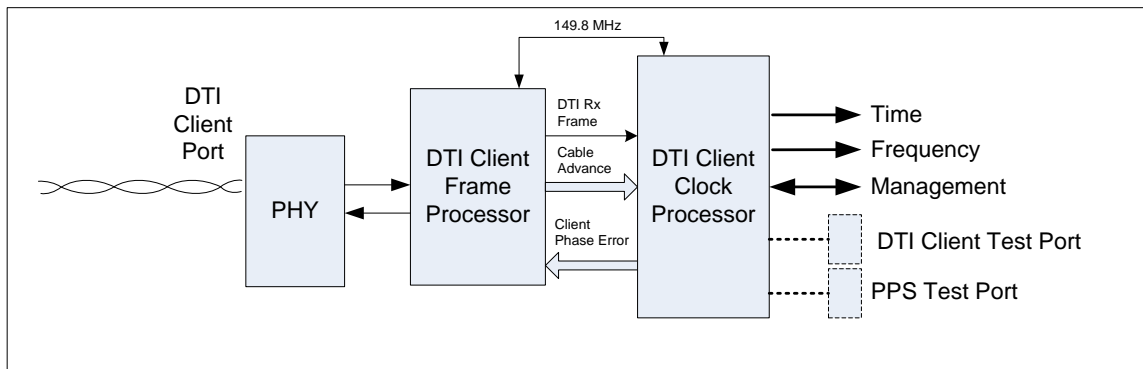 149.8 MHz
DTI
Client
Port
PHY
DTI Client
Frame
Processor
DTI Rx
Frame
Cable
Advance
Client
Phase Error
DTI Client
Clock
Processor
Time
Frequency
Management
DTI Client Test Port
PPS Test Port